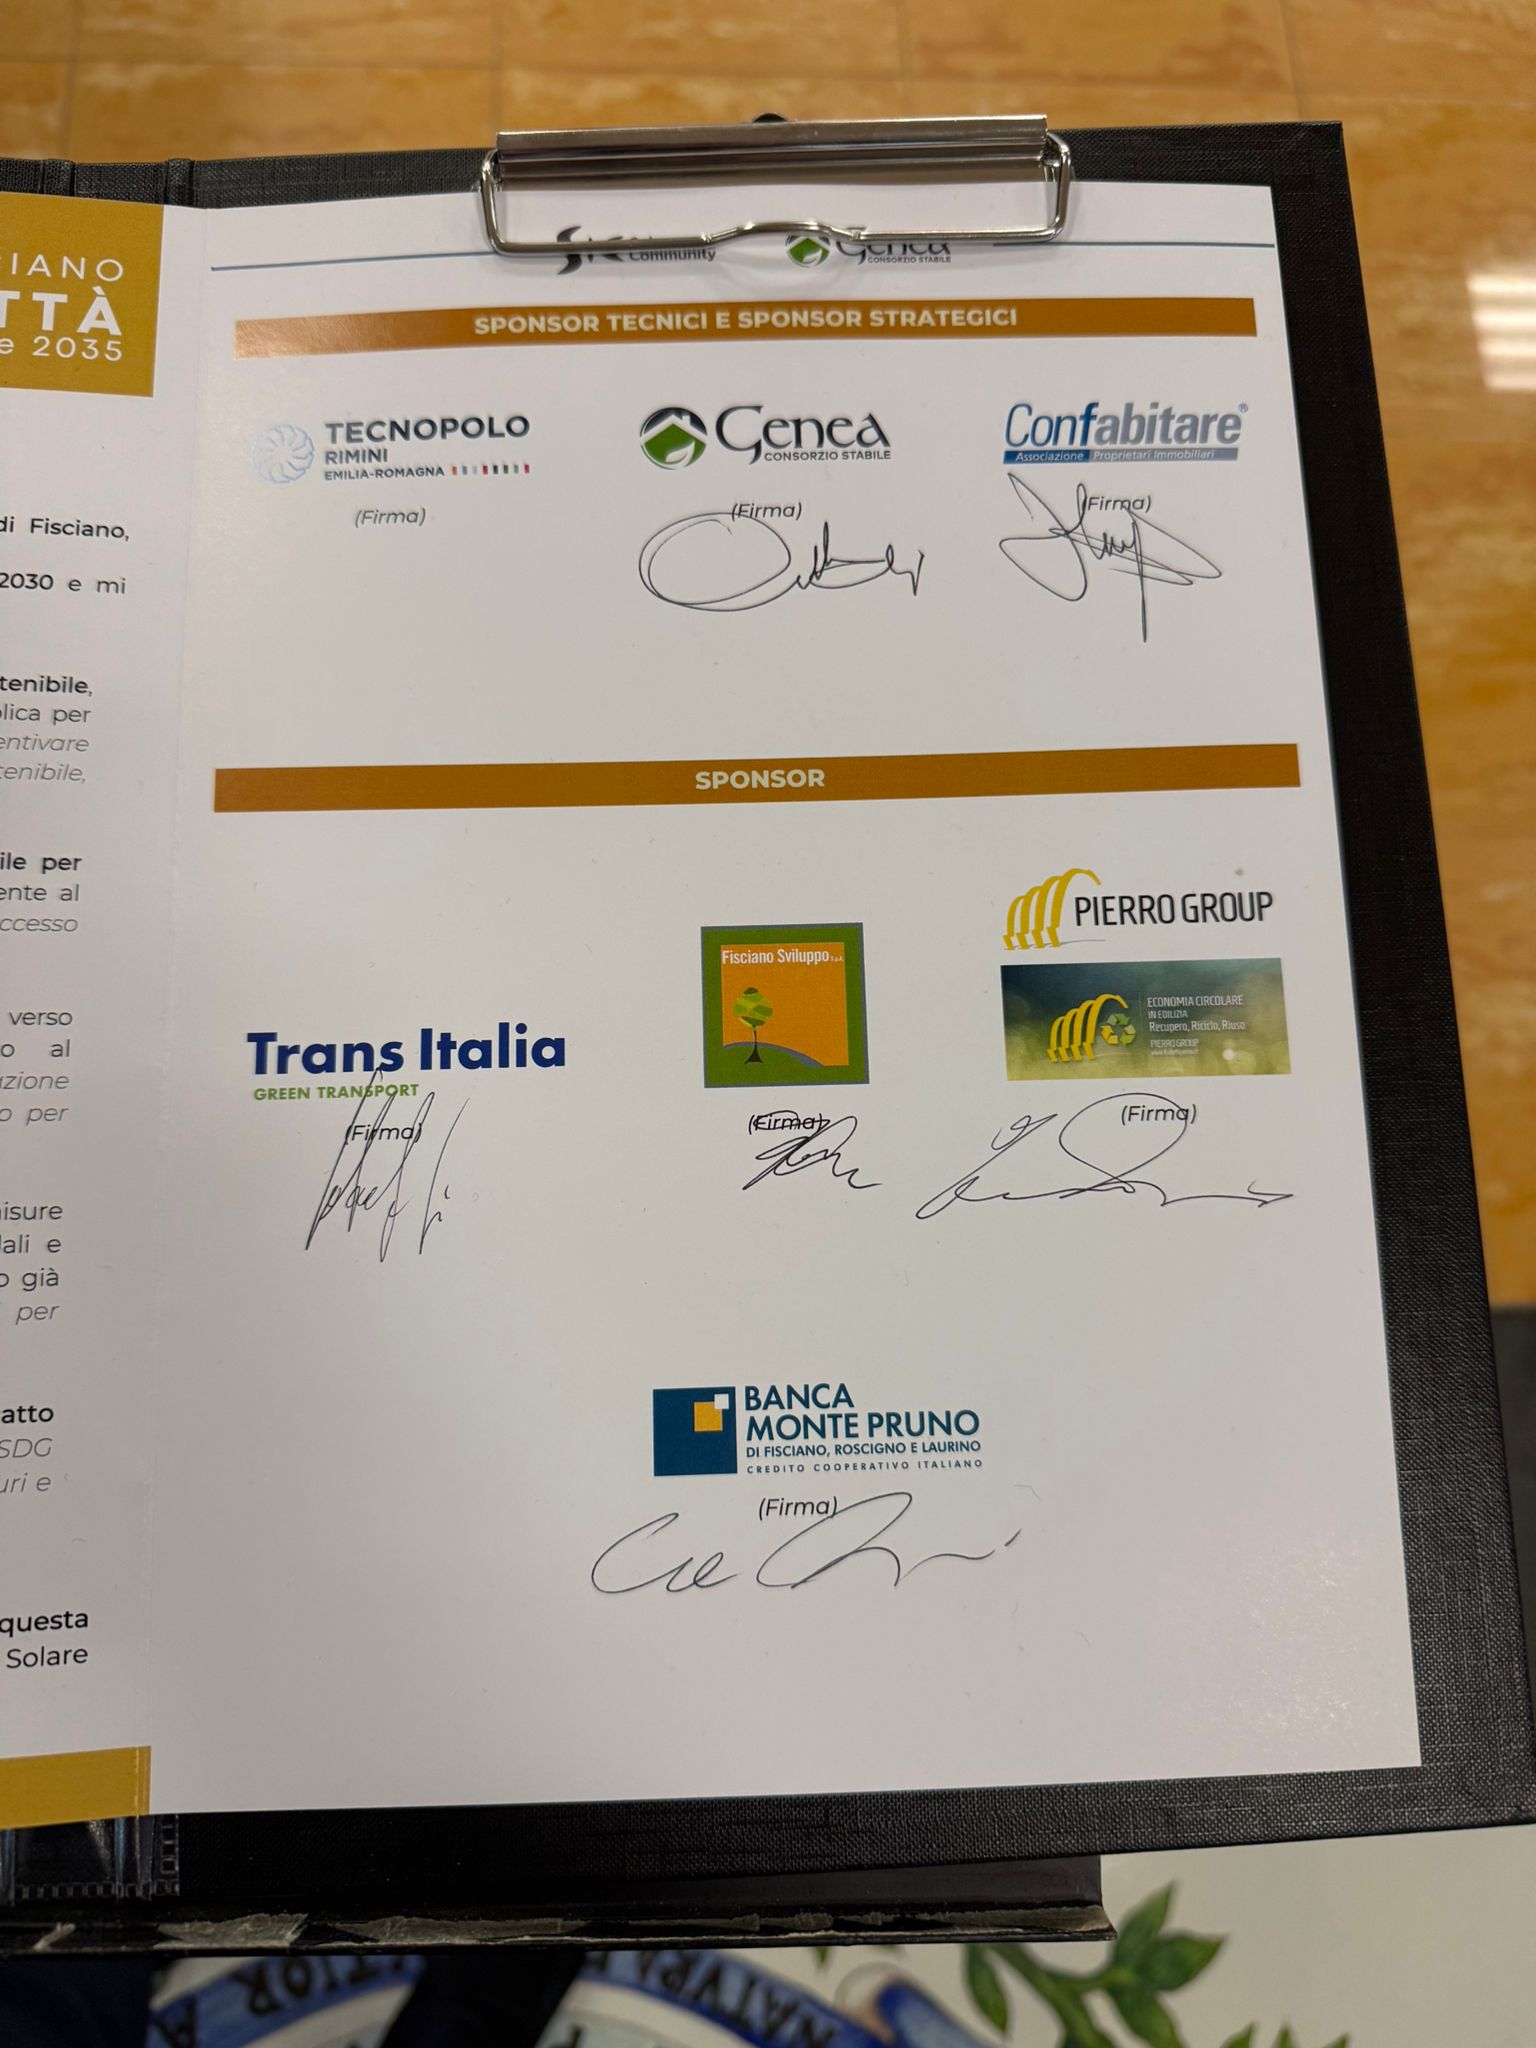 CIANO
TTÀ
e 2035
di Fisciano,
2030 e mi
tenibile,
blica per
entivare
tenibile,
ile per
ente al
ccesso
verso
o al
azione
o per
isure
dali e
o già
per
atto
SDG
uri e
questa
Solare
Community
Genea
CONSORZIO STABILE
SPONSOR TECNICI E SPONSOR STRATEGICI
TECNOPOLO
RIMINI
EMILIA-ROMAGNA
(Firma)
Genea
CONSORZIO STABILE
(Firma)
Confabitare®
Associazione Proprietari Immobiliari
(Firma)
SPONSOR
Trans Italia
GREEN TRANSPORT
(Firma)
Fisciano Sviluppo S.p.A.
(Firma)
PIERRO GROUP
ECONOMIA CIRCOLARE
IN EDILIZIA
Recupero, Riciclo, Riuso
PIERRO GROUP
(Firma)
BANCA
MONTE PRUNO
DI FISCIANO, ROSCIGNO E LAURINO
CREDITO COOPERATIVO ITALIANO
(Firma)